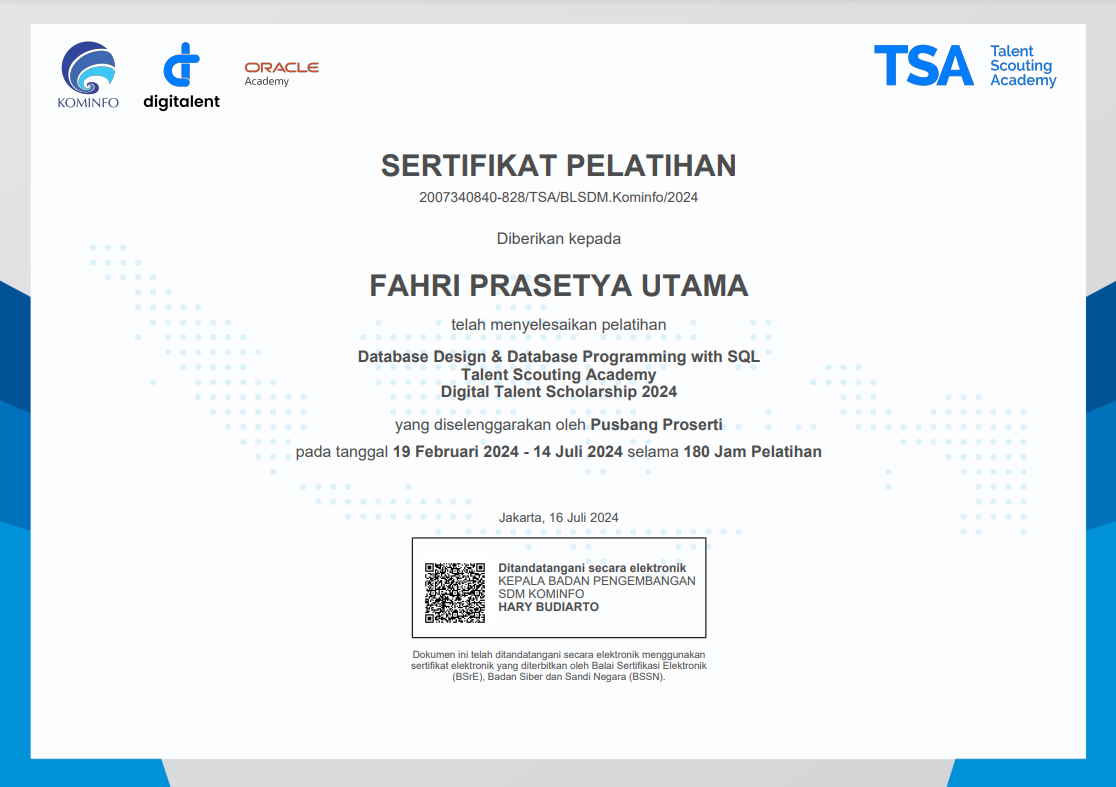 KOMINFO
digitalent
ORACLE
Academy
TSA
Talent
Scouting
Academy
SERTIFIKAT PELATIHAN
2007340840-828/TSA/BLSDM.Kominfo/2024
Diberikan kepada
FAHRI PRASETYA UTAMA
telah menyelesaikan pelatihan
Database Design & Database Programming with SQL
Talent Scouting Academy
Digital Talent Scholarship 2024
yang diselenggarakan oleh Pusbang Proserti
pada tanggal 19 Februari 2024 - 14 Juli 2024 selama 180 Jam Pelatihan
Jakarta, 16 Juli 2024
Ditandatangani secara elektronik
KEPALA BADAN PENGEMBANGAN
SDM KOMINFO
HARY BUDIARTO
Dokumen ini telah ditandatangani secara elektronik menggunakan
sertifikat elektronik yang diterbitkan oleh Balai Sertifikasi Elektronik
(BSrE), Badan Siber dan Sandi Negara (BSSN).